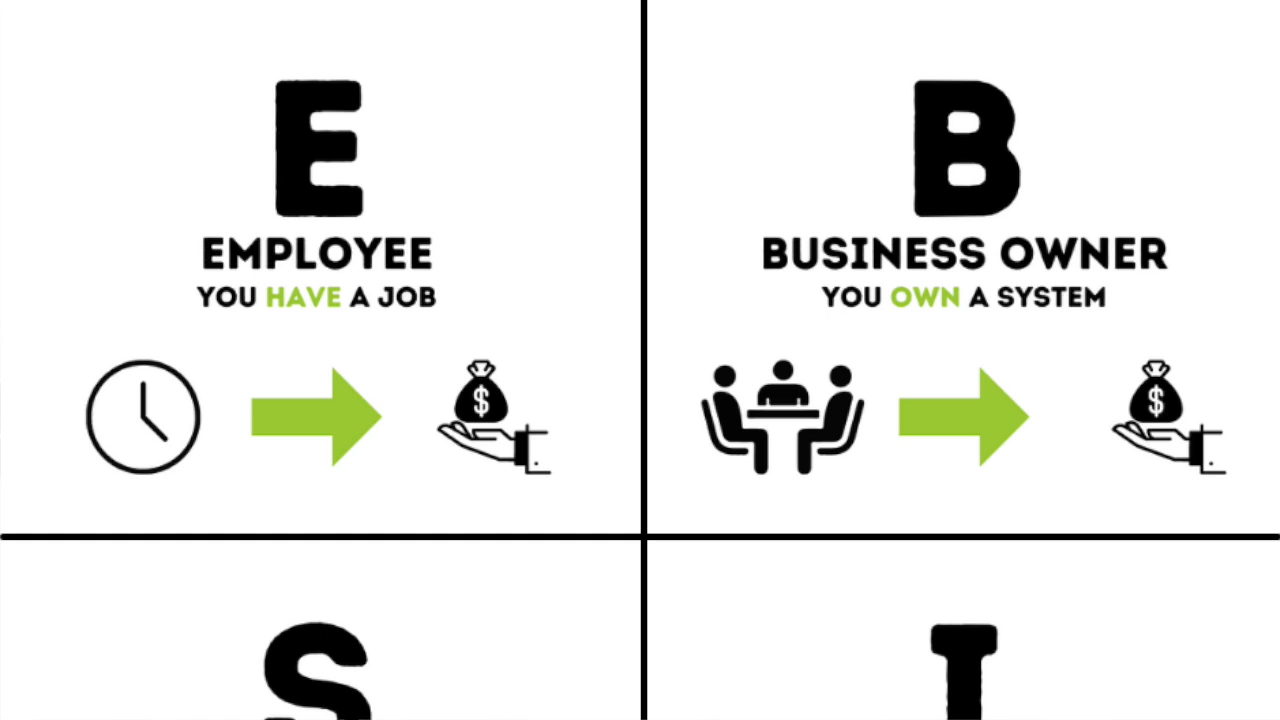 E
EMPLOYEE
YOU HAVE A JOB
$
B
BUSINESS OWNER
YOU OWN A SYSTEM
$
S
I